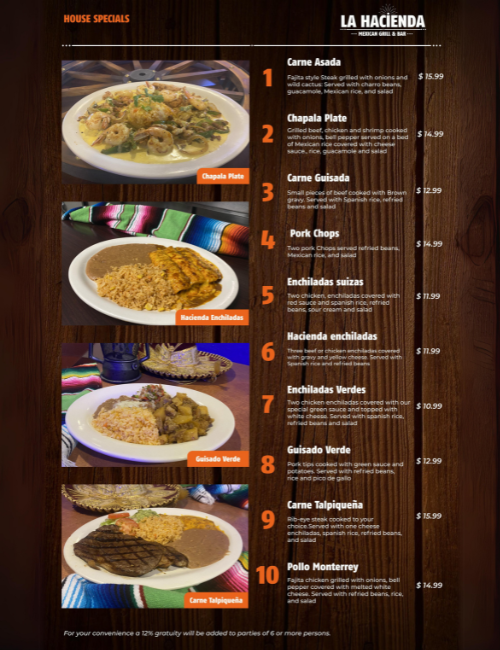 HOUSE SPECIALS
LA HACIENDA
MEXICAN GRILL & BAR
Chapala Plate
Hacienda Enchiladas
Guisado Verde
Carne Talpiqueña
1 Carne Asada
Fajita style Steak grilled with onions and
wild cactus. Served with charro beans,
guacamole, Mexican rice, and salad
$ 15.99
2 Chapala Plate
Grilled beef, chicken and shrimp cooked
with onions, bell pepper served on a bed
of Mexican rice covered with cheese
sauce., rice, guacamole and salad
$ 14.99
3 Carne Guisada
Small pieces of beef cooked with Brown
gravy. Served with Spanish rice, refried
beans and salad
$ 12.99
4 Pork Chops
Two pork Chops served refried beans,
Mexican rice, and salad
$ 14.99
5 Enchiladas suizas
Two chicken, enchiladas covered with
red sauce and spanish rice, refried
beans, sour cream and salad
$ 11.99
6 Hacienda enchiladas
Three beef or chicken enchiladas covered
with gravy and yellow cheese. Served with
Spanish rice and refried beans
$ 11.99
7 Enchiladas Verdes
Two chicken enchiladas covered with our
special green sauce and topped with
white cheese. Served with spanish rice,
refried beans and salad
$ 10.99
8 Guisado Verde
Pork tips cooked with green sauce and
potatoes. Served with refried beans,
rice and pico de gallo
$ 12.99
9 Carne Talpiqueña
Rib-eye steak cooked to your
choice.Served with one cheese
enchiladas, spanish rice, refried beans,
and salad
$ 15.99
10 Pollo Monterrey
Fajita chicken grilled with onions, bell
pepper covered with melted white
cheese. Served with refried beans, rice,
and salad
$ 14.99
For your convenience a 12% gratuity will be added to parties of 6 or more persons.